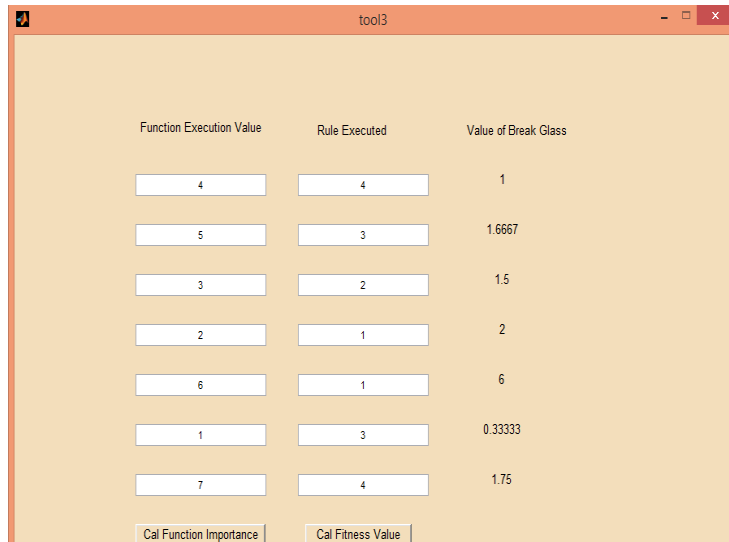 tool3
Function Execution Value Rule Executed Value of Break Glass
4 4 1
5 3 1.6667
3 2 1.5
2 1 2
6 1 6
1 3 0.33333
7 4 1.75
Cal Function Importance Cal Fitness Value